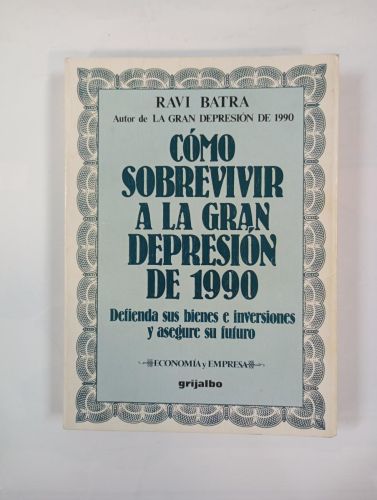 RAVI BATRA
Autor de LA GRAN DEPRESIÓN DE 1990
CÓMO
SOBREVIVIR
A LA GRAN
DEPRESIÓN
DE 1990
Defienda sus bienes e inversiones
y asegure su futuro
ECONOMÍA y EMPRESA
grijalbo